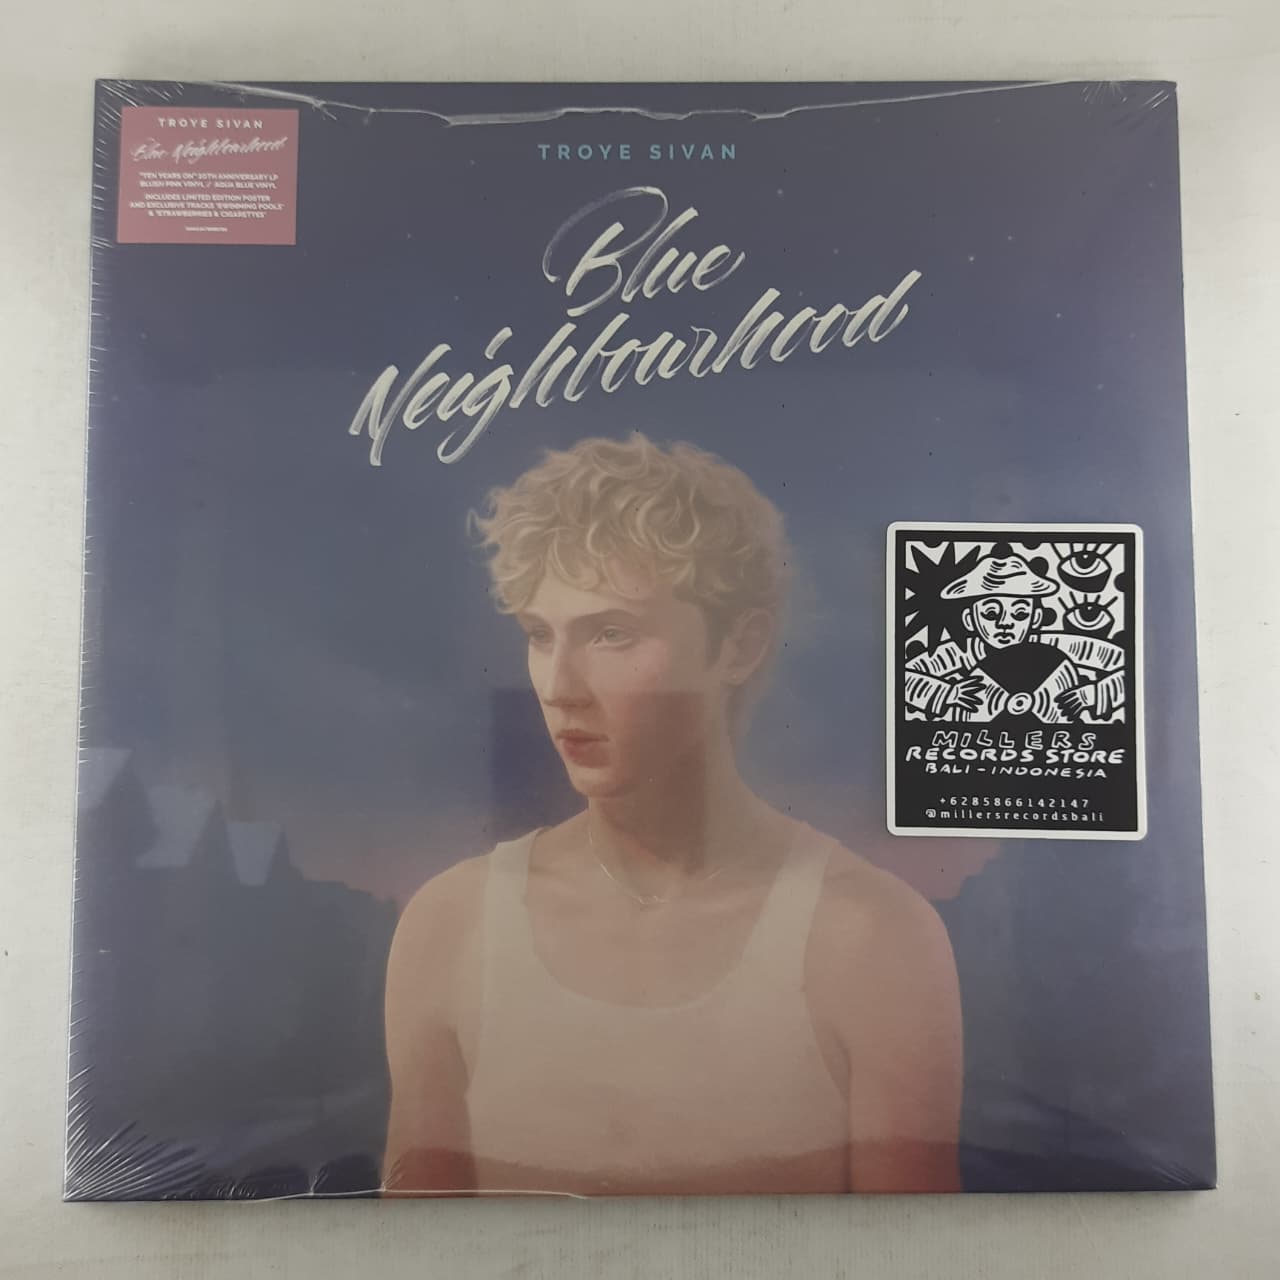 TROYE SIVAN
Blue Neighbourhood
"TEN YEARS ON" 10TH ANNIVERSARY LP
BLUSH PINK VINYL / AQUA BLUE VINYL
INCLUDES LIMITED EDITION POSTER
AND EXCLUSIVE TRACKS 'SWIMMING POOLS'
& 'STRAWBERRIES & CIGARETTES'
TROYE SIVAN
Blue
Neighbourhood
MILLERS
RECORDS STORE
BALI - INDONESIA
+6285866142147
@millersrecordsbali